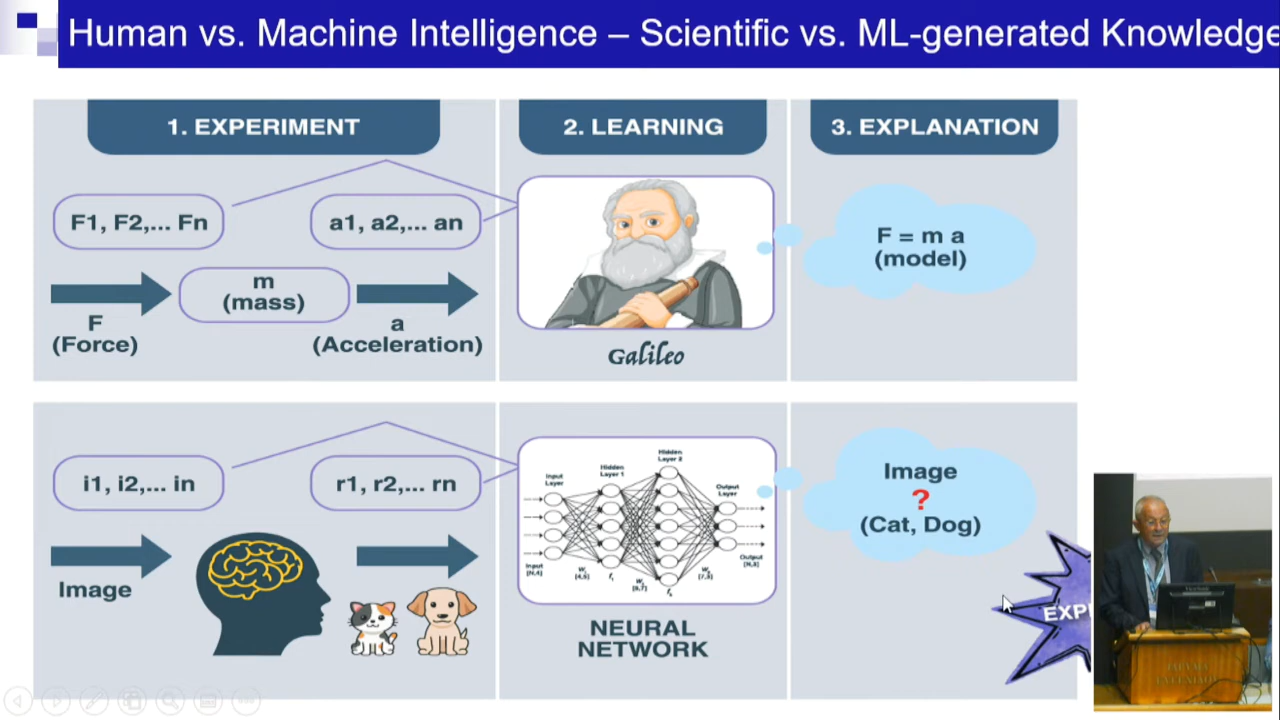 Human vs. Machine Intelligence – Scientific vs. ML-generated Knowledge
1. EXPERIMENT
2. LEARNING
3. EXPLANATION
F1, F2,... Fn
a1, a2,... an
m
(mass)
F
(Force)
a
(Acceleration)
Galileo
F = m a
(model)
i1, i2,... in
r1, r2,... rn
Image
Input
Layer
Hidden
Layer 1
Hidden
Layer 2
Output
Layer
NEURAL
NETWORK
Image
?
(Cat, Dog)